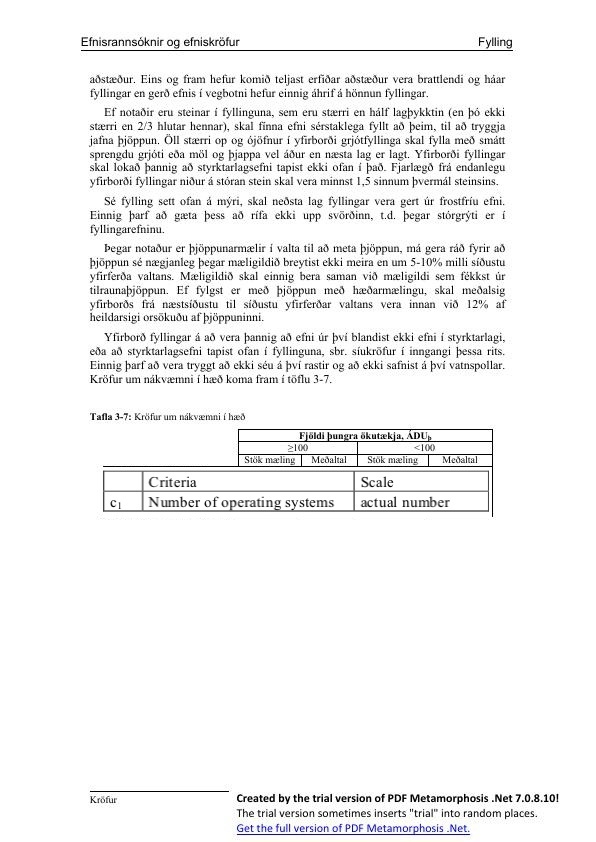 Efnisrannsóknir og efniskröfur Fylling
aðstæður. Eins og fram hefur komið teljast erfiðar aðstæður vera brattlendi og háar
fyllingar en gerð efnis í vegbotni hefur einnig áhrif á hönnun fyllingar.
Ef notaðir eru steinar í fyllinguna, sem eru stærri en hálf lagþykktin (en þó ekki
stærri en 2/3 hlutar hennar), skal fínna efni sérstaklega fyllt að þeim, til að tryggja
jafna þjöppun. Öll stærri op og ójöfnur í yfirborði grjótfyllinga skal fylla með smátt
sprengdu grjóti eða möl og þjappa vel áður en næsta lag er lagt. Yfirborði fyllingar
skal lokað þannig að styrktarlagsefni tapist ekki ofan í það. Fjarlægð frá endanlegu
yfirborði fyllingar niður á stóran stein skal vera minnst 1,5 sinnum þvermál steinsins.
Sé fylling sett ofan á mýri, skal neðsta lag fyllingar vera gert úr frostfríu efni.
Einnig þarf að gæta þess að rífa ekki upp svörðinn, t.d. þegar stórgrýti er í
fyllingarefninu.
Þegar notaður er þjöppunarmælir í valta til að meta þjöppun, má gera ráð fyrir að
þjöppun sé nægjanleg þegar mæligildið breytist ekki meira en um 5-10% milli síðustu
yfirferða valtans. Mæligildið skal einnig bera saman við mæligildi sem fékkst úr
tilraunaþjöppun. Ef fylgst er með þjöppun með hæðarmælingu, skal meðalsig
yfirborðs frá næstsíðustu til síðustu yfirferðar valtans vera innan við 12% af
heildarsigi orsökuðu af þjöppuninni.
Yfirborð fyllingar á að vera þannig að efni úr því blandist ekki efni í styrktarlagi,
eða að styrktarlagsefni tapist ofan í fyllinguna, sbr. síukröfur í inngangi þessa rits.
Einnig þarf að vera tryggt að ekki séu á því rastir og að ekki safnist á því vatnspollar.
Kröfur um nákvæmni í hæð koma fram í töflu 3-7.
Tafla 3-7: Kröfur um nákvæmni í hæð
Fjöldi þungra ökutækja, ÁDUb
≥100 <100
Stök mæling Meðaltal Stök mæling Meðaltal
Criteria Scale
c1 Number of operating systems actual number
Kröfur
Created by the trial version of PDF Metamorphosis .Net 7.0.8.10!
The trial version sometimes inserts "trial" into random places.
Get the full version of PDF Metamorphosis .Net.